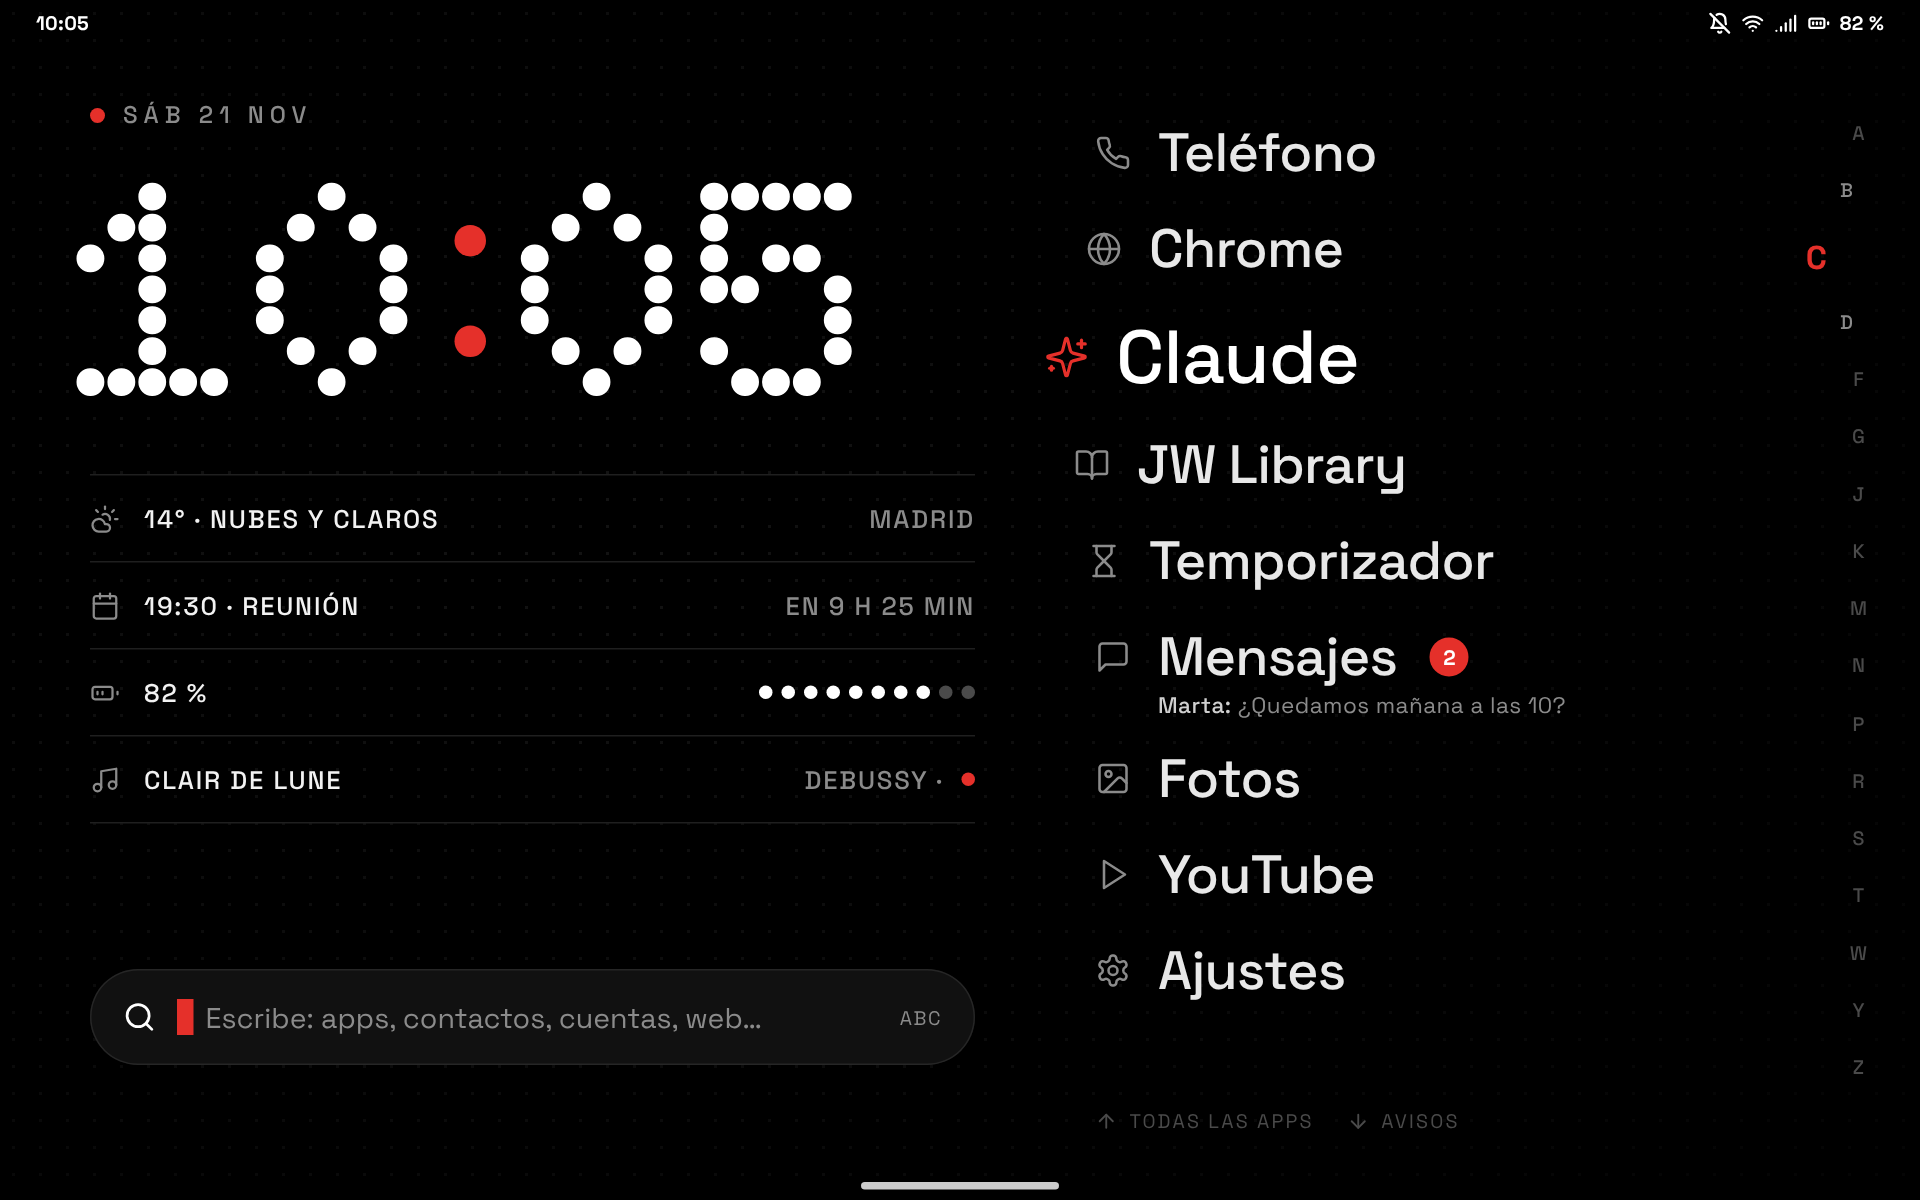 10:05
82 %
SÁB 21 NOV
10:05
14° · NUBES Y CLAROS MADRID
19:30 · REUNIÓN EN 9 H 25 MIN
82 %
CLAIR DE LUNE DEBUSSY ·
Escribe: apps, contactos, cuentas, web... ABC
Teléfono
Chrome
Claude
JW Library
Temporizador
Mensajes 2
Marta: ¿Quedamos mañana a las 10?
Fotos
YouTube
Ajustes
↑ TODAS LAS APPS ↓ AVISOS
A
B
C
D
F
G
J
K
M
N
P
R
S
T
W
Y
Z